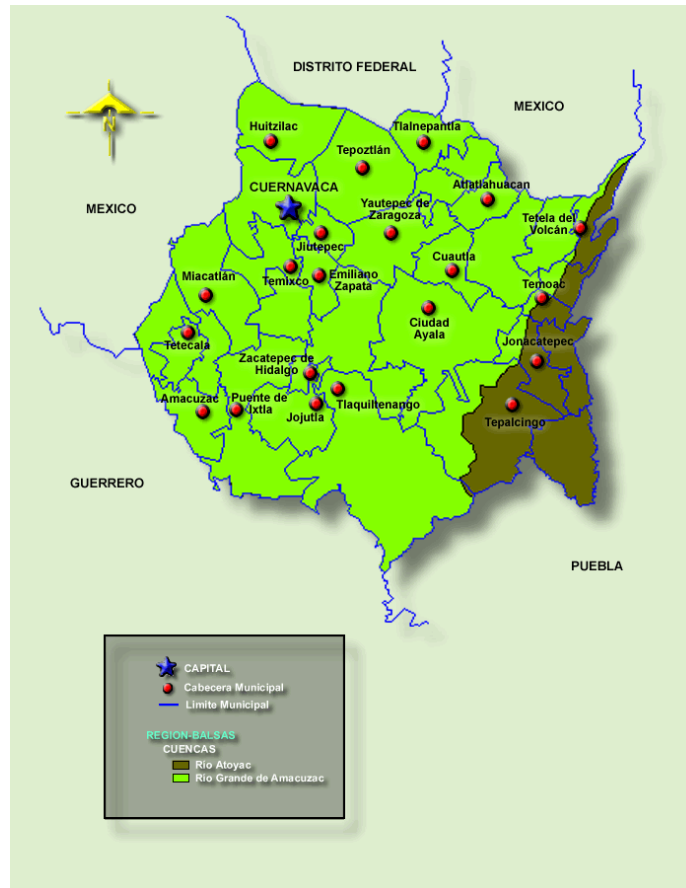 DISTRITO FEDERAL
MEXICO
N
Huitzilac
Tlalnepantla
Tepoztlán
CUERNAVACA
Atlatlahuacan
Yautepec de
Zaragoza
MEXICO
Tetela del
Volcán
Jiutepec
Cuautla
Temixco
Emiliano
Zapata
Miacatlán
Temoac
Ciudad
Ayala
Tetecala
Jonacatepec
Zacatepec de
Hidalgo
Amacuzac
Puente de
Ixtla
Jojutla
Tlaquiltenango
Tepalcingo
GUERRERO
PUEBLA
CAPITAL
Cabecera Municipal
Límite Municipal
REGION-BALSAS
CUENCAS
Río Atoyac
Río Grande de Amacuzac